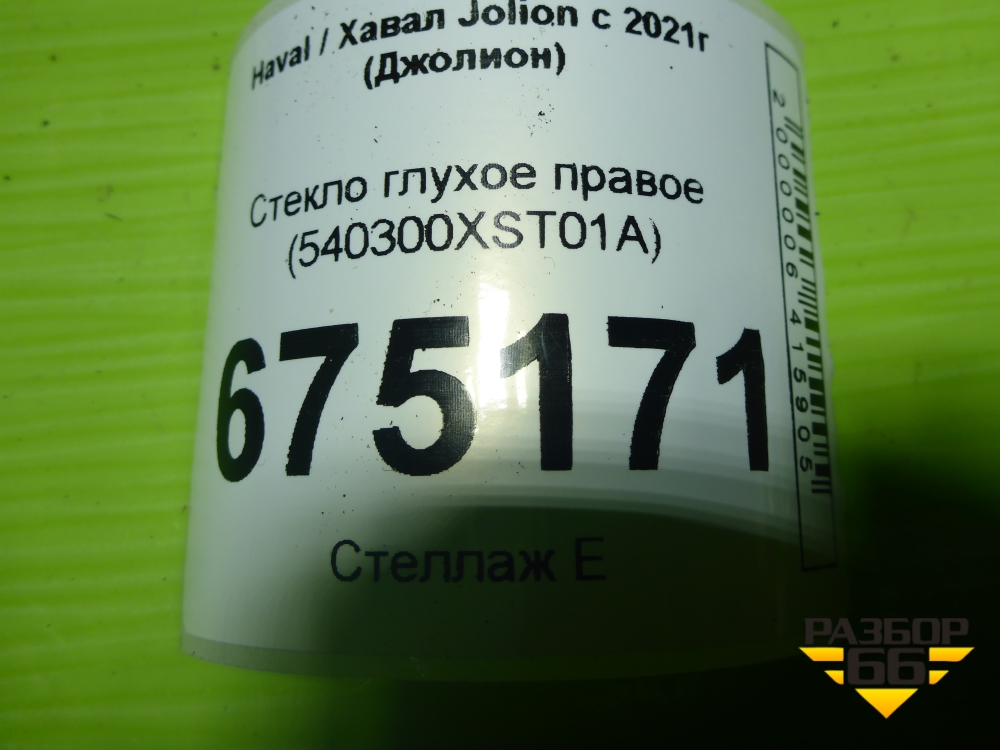 Haval / Хавал Jolion с 2021г
(Джолион)
Стекло глухое правое
(540300XST01A)
675171
Стеллаж Е
2000006415905
РАЗБОР
66